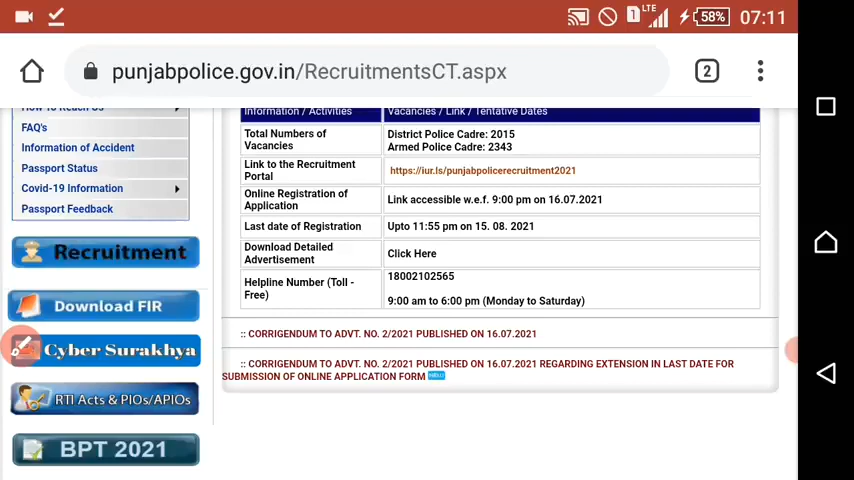 1 LTE 58% 07:11
punjabpolice.gov.in/RecruitmentsCT.aspx
2
How To Reach Us
FAQ's
Information of Accident
Passport Status
Covid-19 Information
Passport Feedback
Recruitment
Download FIR
Cyber Surakhya
RTI Acts & PIOs/APIOs
BPT 2021
Information / Activities Vacancies / Link / Tentative Dates
Total Numbers of
Vacancies
District Police Cadre: 2015
Armed Police Cadre: 2343
Link to the Recruitment
Portal
https://iur.ls/punjabpolicerecruitment2021
Online Registration of
Application
Link accessible w.e.f. 9:00 pm on 16.07.2021
Last date of Registration
Upto 11:55 pm on 15. 08. 2021
Download Detailed
Advertisement
Click Here
Helpline Number (Toll -
Free)
18002102565
9:00 am to 6:00 pm (Monday to Saturday)
:: CORRIGENDUM TO ADVT. NO. 2/2021 PUBLISHED ON 16.07.2021
:: CORRIGENDUM TO ADVT. NO. 2/2021 PUBLISHED ON 16.07.2021 REGARDING EXTENSION IN LAST DATE FOR
SUBMISSION OF ONLINE APPLICATION FORM NEW